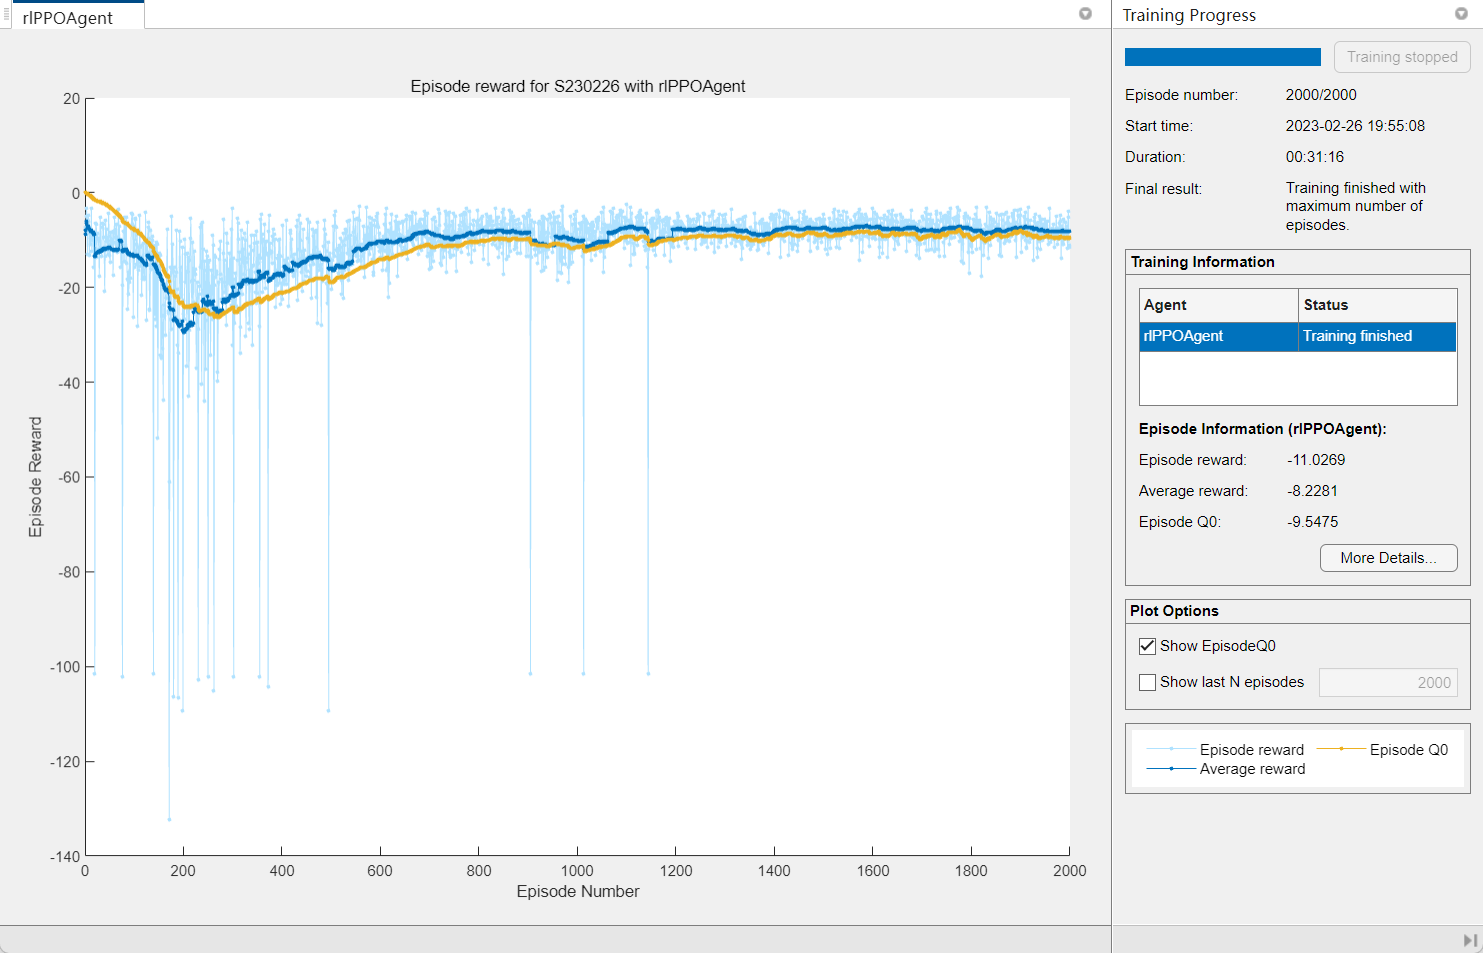 rlPPOAgent
Episode reward for S230226 with rlPPOAgent
20
0
-20
-40
-60
-80
-100
-120
-140
Episode Reward
0 200 400 600 800 1000 1200 1400 1600 1800 2000
Episode Number
Training Progress
Training stopped
Episode number: 2000/2000
Start time: 2023-02-26 19:55:08
Duration: 00:31:16
Final result: Training finished with
maximum number of
episodes.
Training Information
Agent Status
rlPPOAgent Training finished
Episode Information (rlPPOAgent):
Episode reward: -11.0269
Average reward: -8.2281
Episode Q0: -9.5475
More Details...
Plot Options
Show EpisodeQ0
Show last N episodes 2000
Episode reward Episode Q0
Average reward